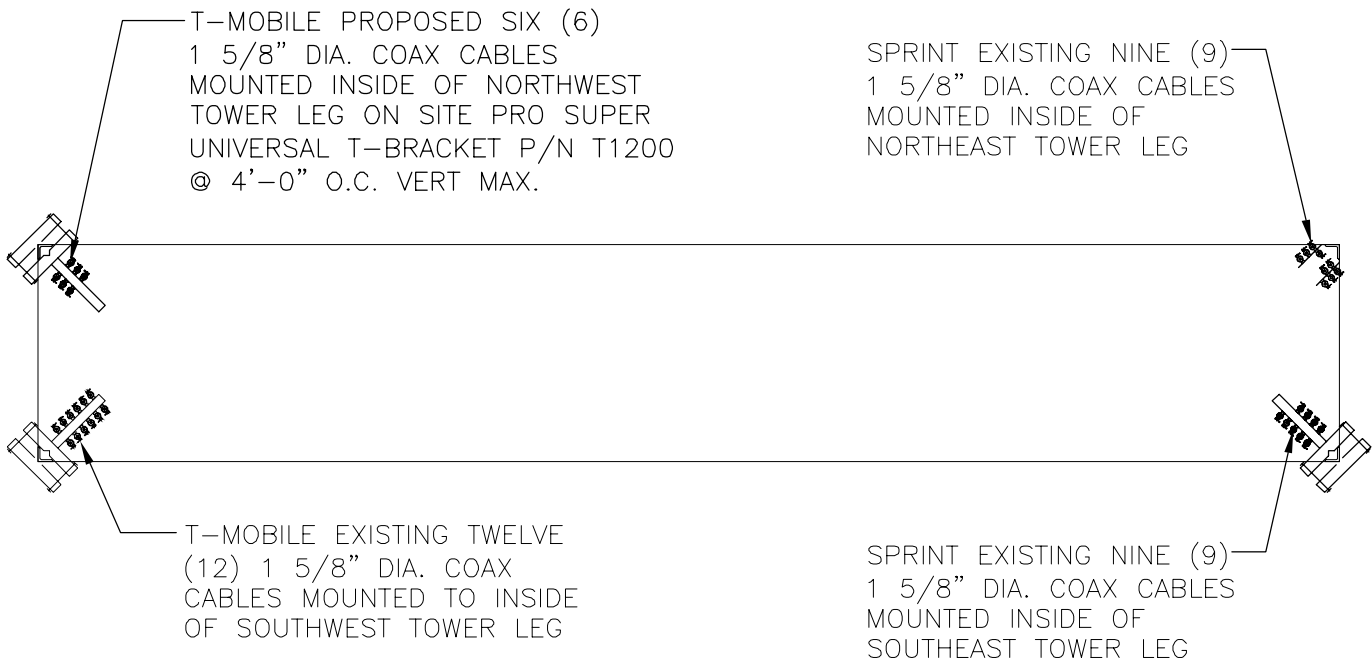 T-MOBILE PROPOSED SIX (6)
1 5/8" DIA. COAX CABLES
MOUNTED INSIDE OF NORTHWEST
TOWER LEG ON SITE PRO SUPER
UNIVERSAL T-BRACKET P/N T1200
@ 4'-0" O.C. VERT MAX.
SPRINT EXISTING NINE (9)
1 5/8" DIA. COAX CABLES
MOUNTED INSIDE OF
NORTHEAST TOWER LEG
T-MOBILE EXISTING TWELVE
(12) 1 5/8" DIA. COAX
CABLES MOUNTED TO INSIDE
OF SOUTHWEST TOWER LEG
SPRINT EXISTING NINE (9)
1 5/8" DIA. COAX CABLES
MOUNTED INSIDE OF
SOUTHEAST TOWER LEG